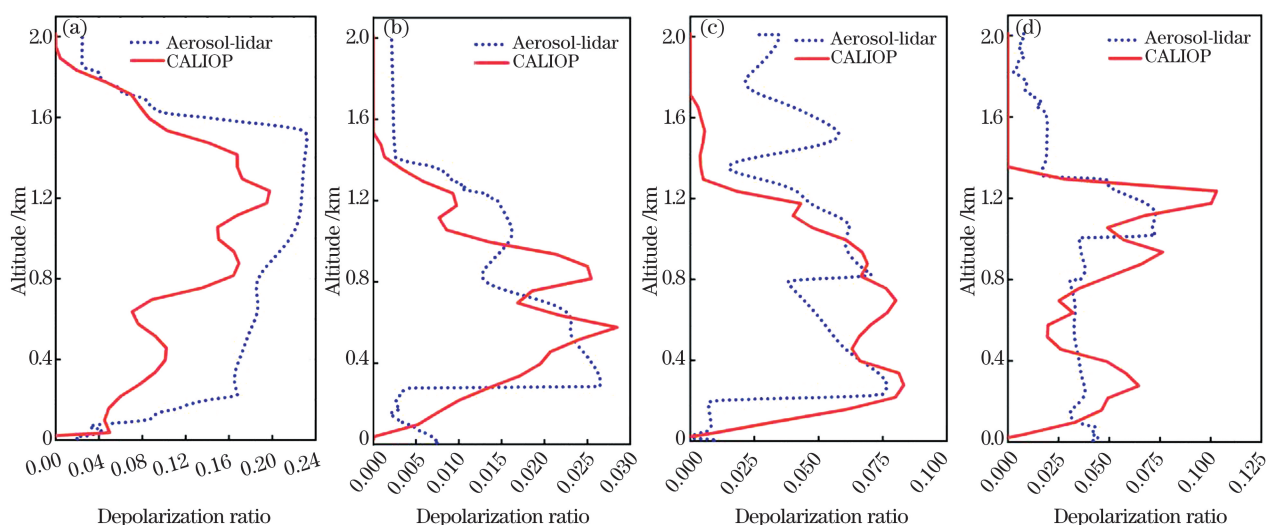 (a)
Aerosol-lidar
CALIOP
2.0
1.6
1.2
0.8
0.4
0
Altitude /km
0.00 0.04 0.08 0.12 0.16 0.20 0.24
Depolarization ratio
(b)
Aerosol-lidar
CALIOP
2.0
1.6
1.2
0.8
0.4
0
Altitude /km
0.000 0.005 0.010 0.015 0.020 0.025 0.030
Depolarization ratio
(c)
Aerosol-lidar
CALIOP
2.0
1.6
1.2
0.8
0.4
0
Altitude /km
0.000 0.025 0.050 0.075 0.100
Depolarization ratio
(d)
Aerosol-lidar
CALIOP
2.0
1.6
1.2
0.8
0.4
0.0
Altitude /km
0.000 0.025 0.050 0.075 0.100 0.125
Depolarization ratio